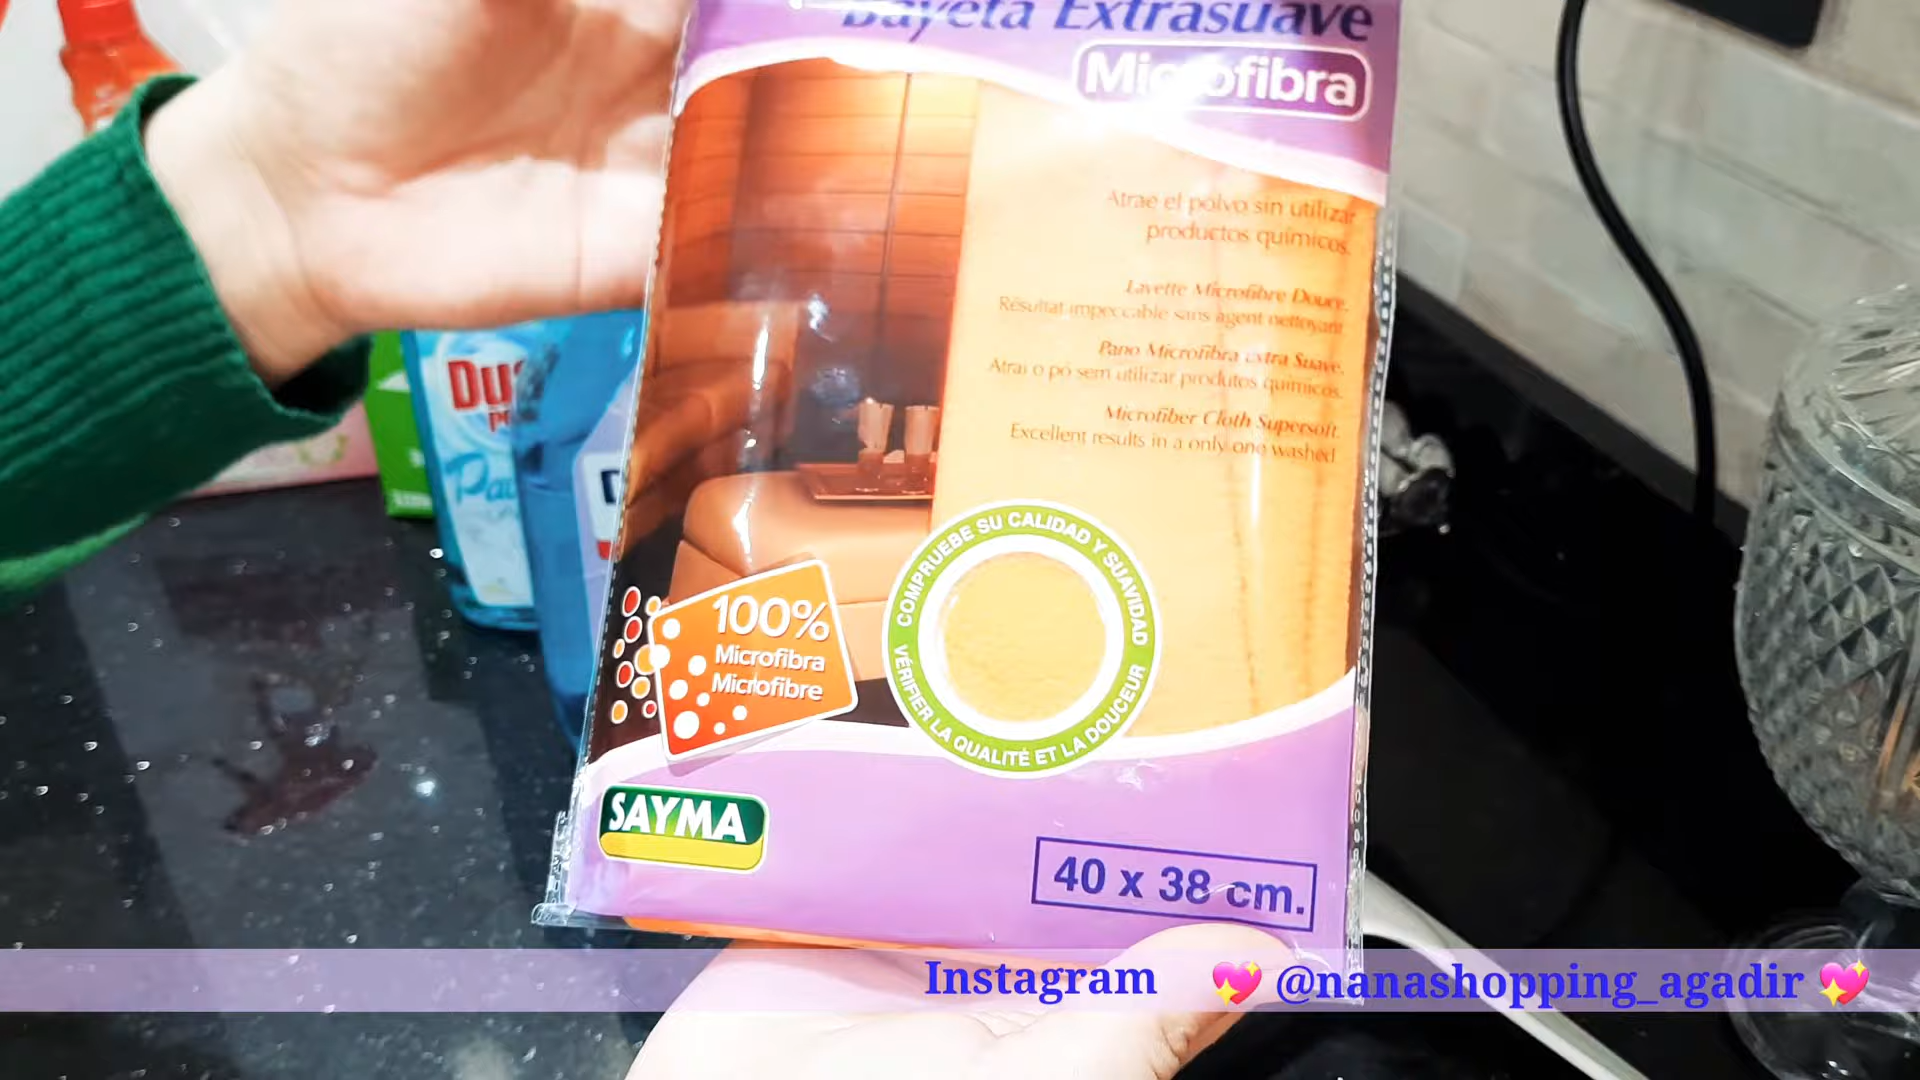 Bayeta Extrasuave
Microfibra
Atrae el polvo sin utilizar
productos químicos.
Lavette Microfibre Douce.
Résultat impeccable sans agent nettoyant
Pano Microfibra extra Suave.
Atrai o pó sem utilizar produtos químicos.
Microfiber Cloth Supersoft.
Excellent results in a only one washed
COMPRUEBE SU CALIDAD Y SUAVIDAD
VÉRIFIER LA QUALITÉ ET LA DOUCEUR
100%
Microfibra
Microfibre
SAYMA
40 x 38 cm.
Instagram 💖 @nanashopping_agadir 💖